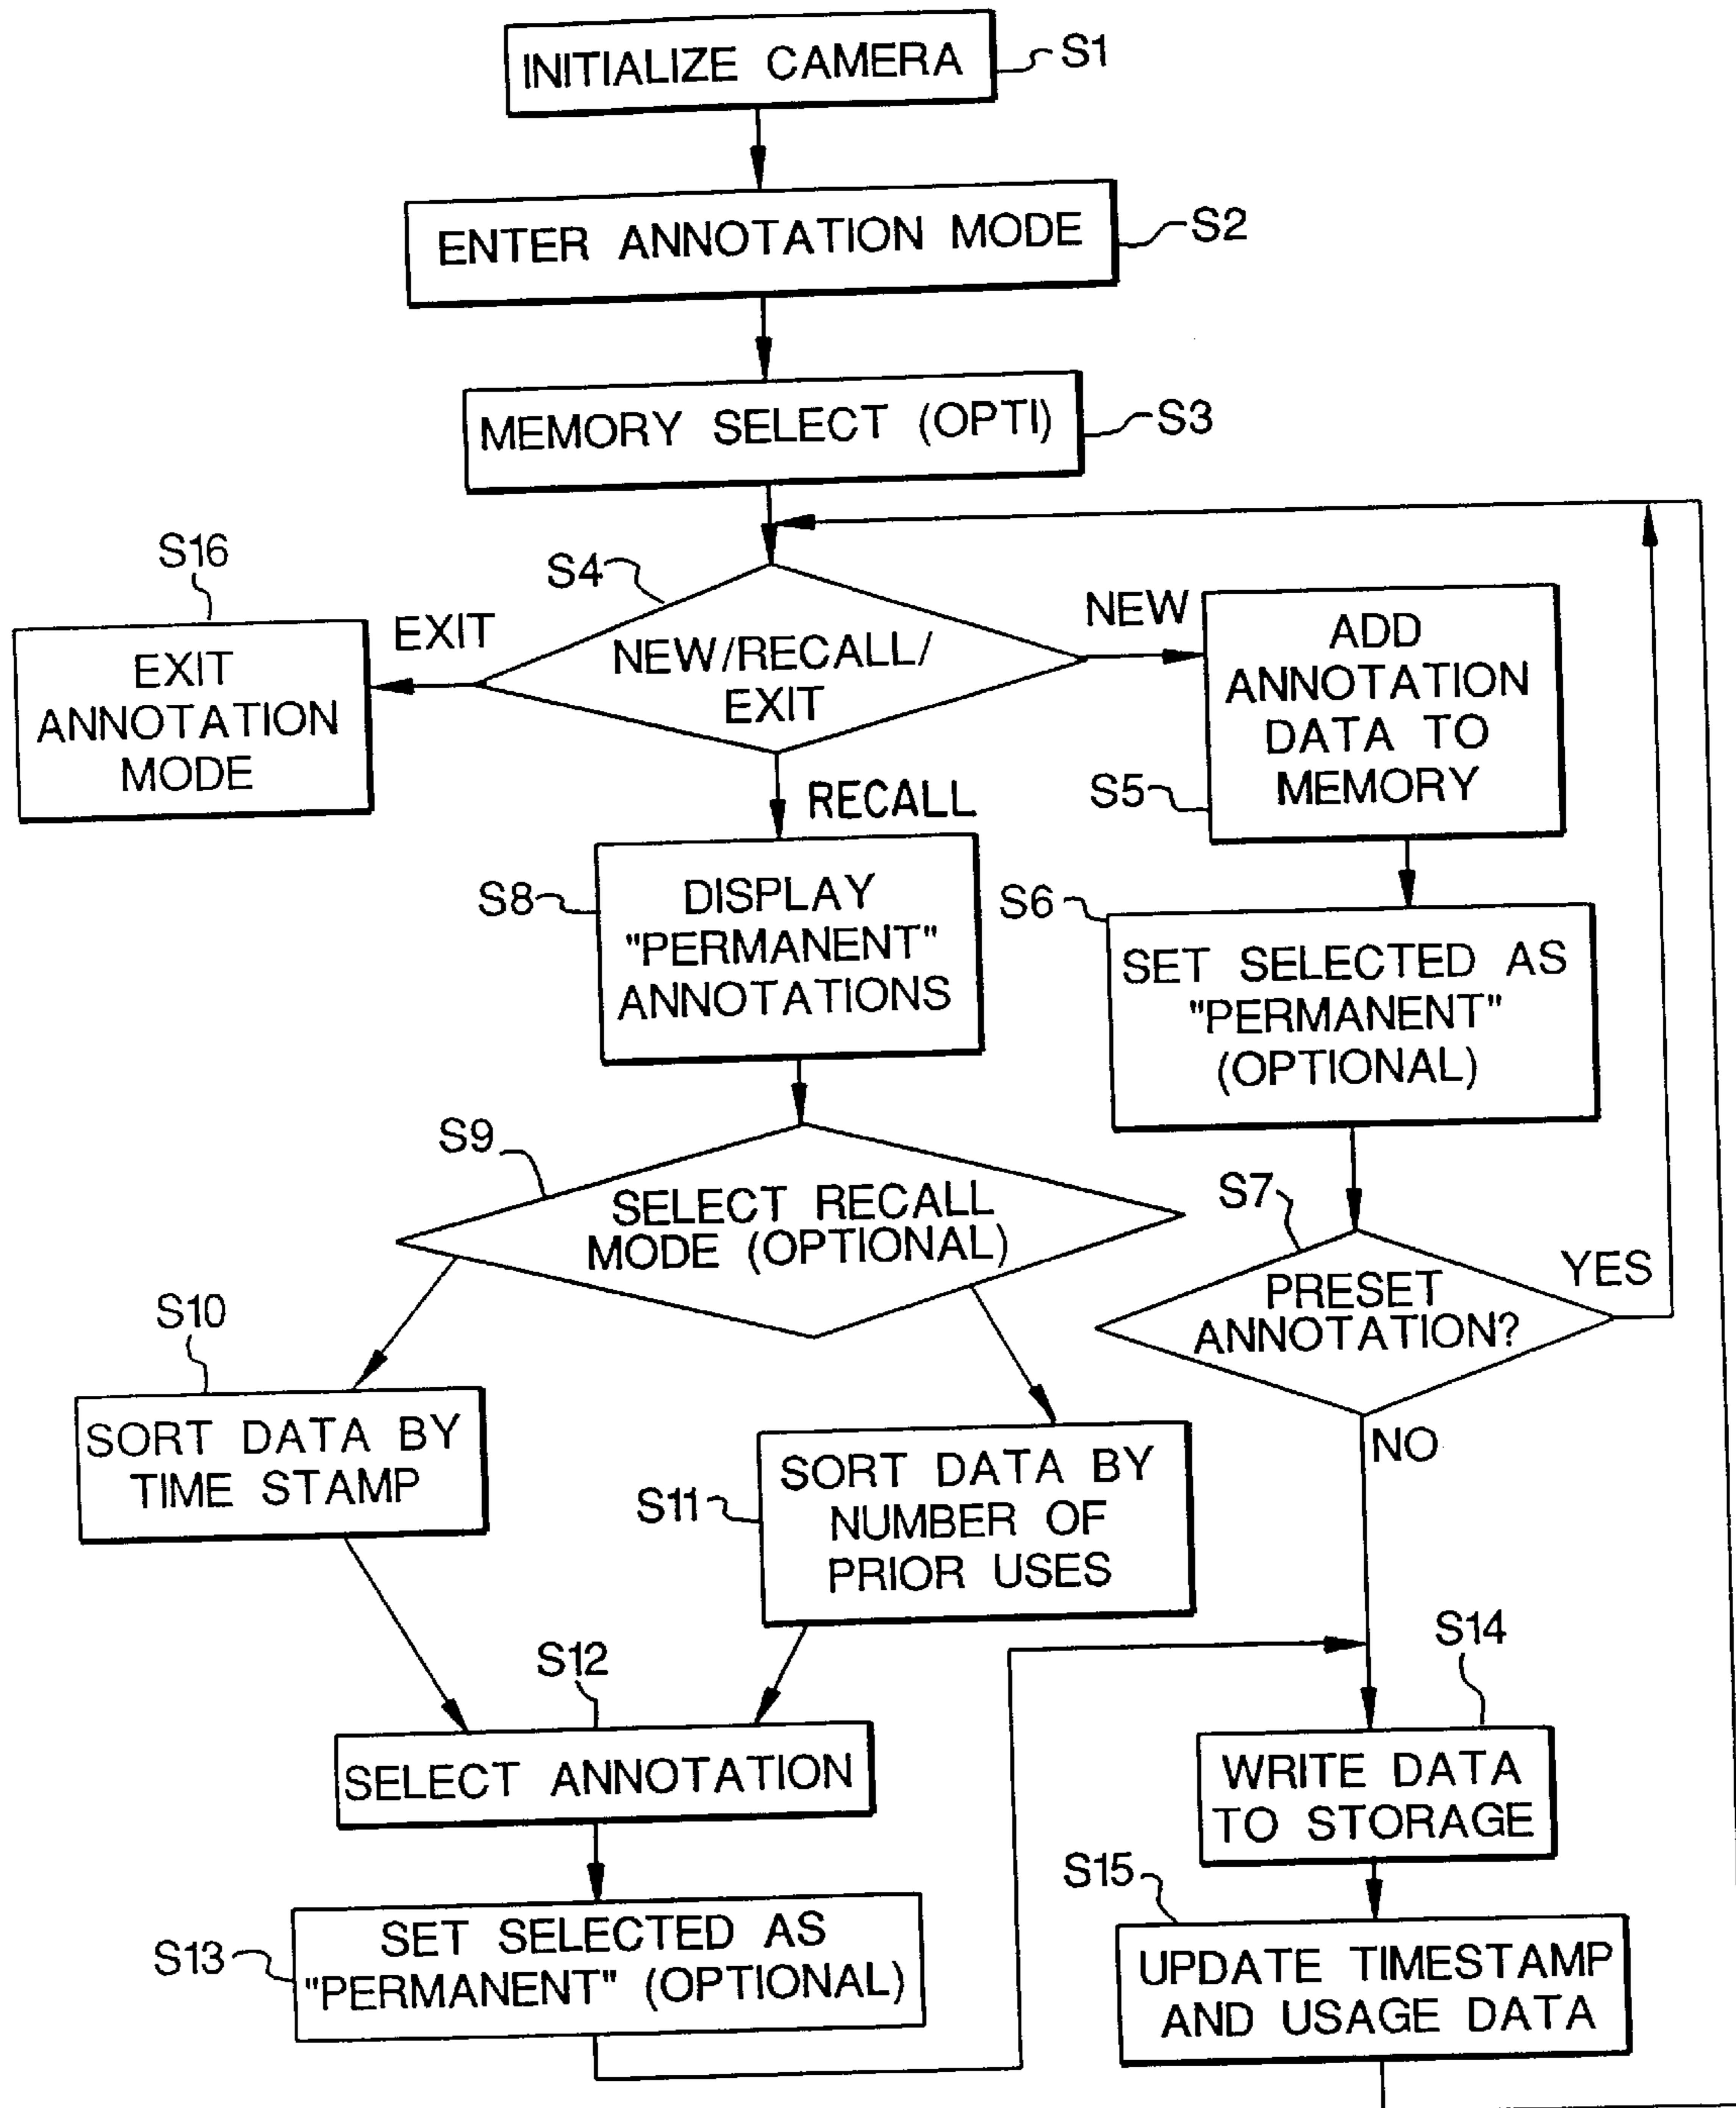 INITIALIZE CAMERA
S1
ENTER ANNOTATION MODE
S2
MEMORY SELECT (OPTI)
S3
S16
S4
EXIT
NEW
EXIT
ANNOTATION
MODE
NEW/RECALL/
EXIT
ADD
ANNOTATION
DATA TO
MEMORY
S5
RECALL
S8
DISPLAY
"PERMANENT"
ANNOTATIONS
S6
SET SELECTED AS
"PERMANENT"
(OPTIONAL)
S9
SELECT RECALL
MODE (OPTIONAL)
S7
PRESET
ANNOTATION?
YES
NO
S10
SORT DATA BY
TIME STAMP
S11
SORT DATA BY
NUMBER OF
PRIOR USES
S12
SELECT ANNOTATION
S14
WRITE DATA
TO STORAGE
S13
SET SELECTED AS
"PERMANENT" (OPTIONAL)
S15
UPDATE TIMESTAMP
AND USAGE DATA